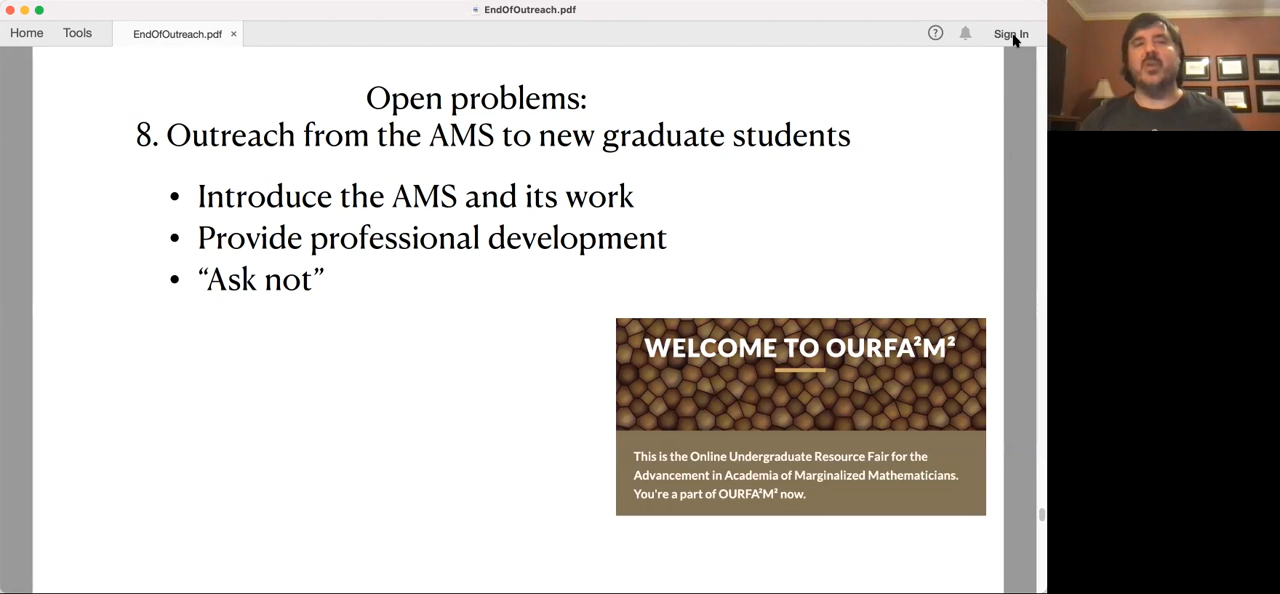 EndOfOutreach.pdf
Home Tools EndOfOutreach.pdf × ? Sign In
Open problems:
8. Outreach from the AMS to new graduate students
• Introduce the AMS and its work
• Provide professional development
• “Ask not”
WELCOME TO OURFA²M²
This is the Online Undergraduate Resource Fair for the
Advancement in Academia of Marginalized Mathematicians.
You're a part of OURFA²M² now.